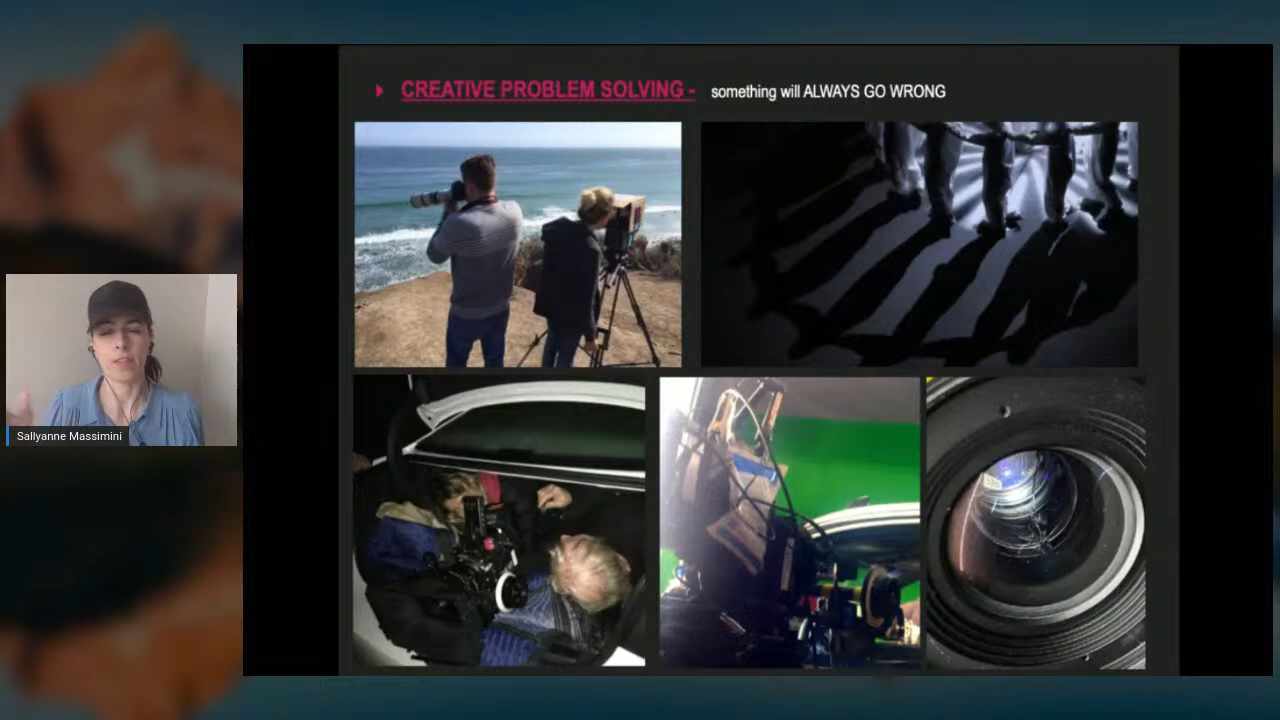 CREATIVE PROBLEM SOLVING - something will ALWAYS GO WRONG
Sallyanne Massimini